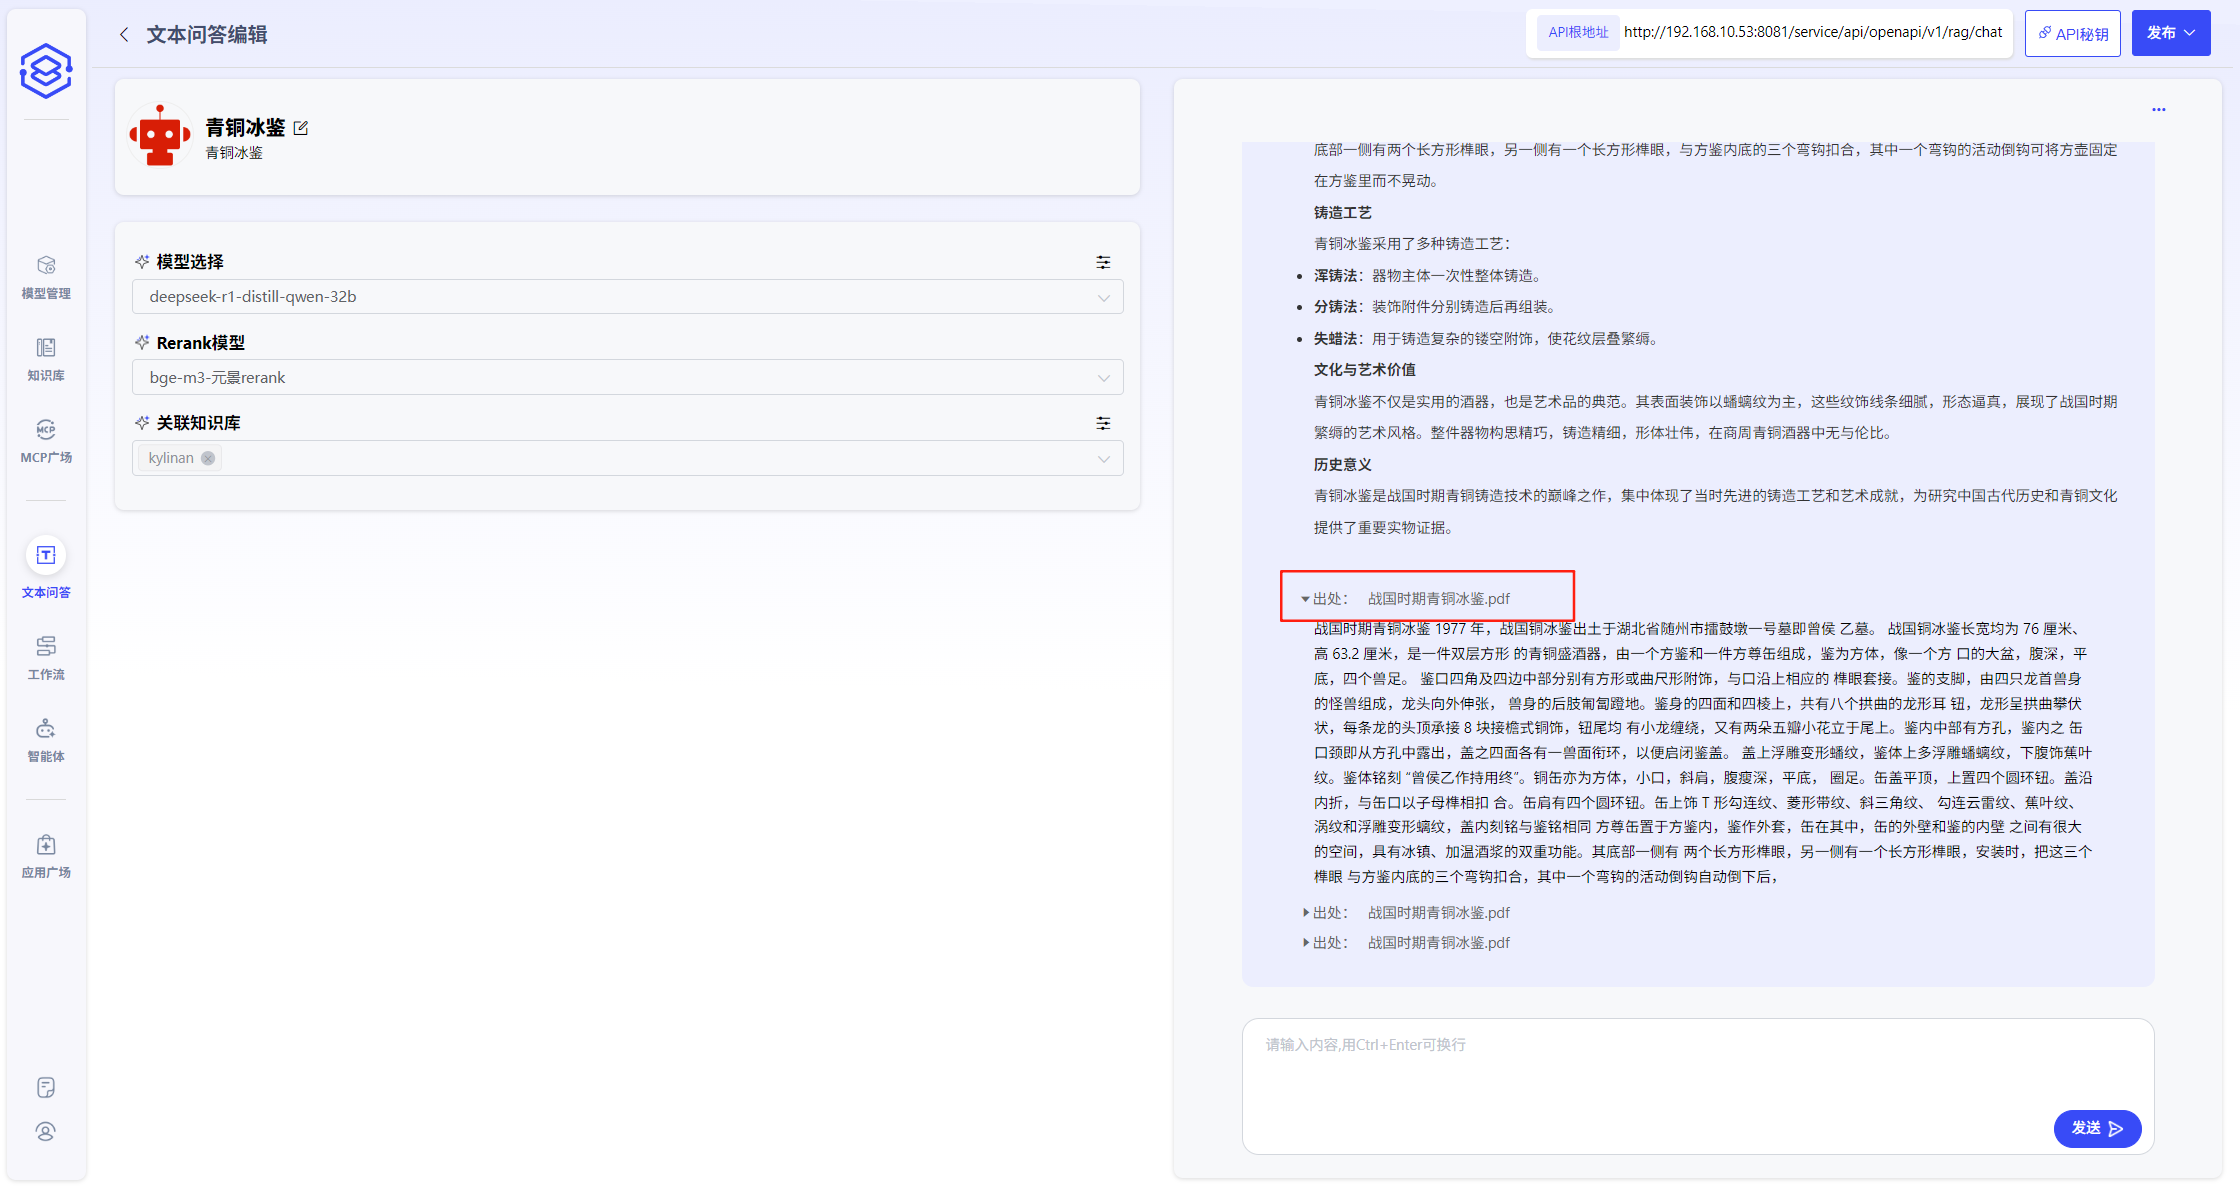 文本问答编辑
API根地址
http://192.168.10.53:8081/service/api/openapi/v1/rag/chat
API秘钥
发布
模型管理
知识库
MCP广场
文本问答
工作流
智能体
应用广场
青铜冰鉴
青铜冰鉴
模型选择
deepseek-r1-distill-qwen-32b
Rerank模型
bge-m3-元景rerank
关联知识库
kylinan
底部一侧有两个长方形榫眼，另一侧有一个长方形榫眼，与方鉴内底的三个弯钩扣合，其中一个弯钩的活动倒钩可将方壶固定
在方鉴里而不晃动。
铸造工艺
青铜冰鉴采用了多种铸造工艺：
• 浑铸法：器物主体一次性整体铸造。
• 分铸法：装饰附件分别铸造后再组装。
• 失蜡法：用于铸造复杂的镂空附饰，使花纹层叠繁缛。
文化与艺术价值
青铜冰鉴不仅是实用的酒器，也是艺术品的典范。其表面装饰以蟠螭纹为主，这些纹饰线条细腻，形态逼真，展现了战国时期
繁缛的艺术风格。整件器物构思精巧，铸造精细，形体壮伟，在商周青铜酒器中无与伦比。
历史意义
青铜冰鉴是战国时期青铜铸造技术的巅峰之作，集中体现了当时先进的铸造工艺和艺术成就，为研究中国古代历史和青铜文化
提供了重要实物证据。
出处： 战国时期青铜冰鉴.pdf
战国时期青铜冰鉴 1977 年，战国铜冰鉴出土于湖北省随州市擂鼓墩一号墓即曾侯 乙墓。 战国铜冰鉴长宽均为 76 厘米、
高 63.2 厘米，是一件双层方形 的青铜盛酒器，由一个方鉴和一件方尊缶组成，鉴为方体，像一个方 口的大盆，腹深，平
底，四个兽足。 鉴口四角及四边中部分别有方形或曲尺形附饰，与口沿上相应的 榫眼套接。鉴的支脚，由四只龙首兽身
的怪兽组成，龙头向外伸张， 兽身的后肢匍匐蹬地。鉴身的四面和四棱上，共有八个拱曲的龙形耳 钮，龙形呈拱曲攀伏
状，每条龙的头顶承接 8 块接檐式铜饰，钮尾均 有小龙缠绕，又有两朵五瓣小花立于尾上。鉴内中部有方孔，鉴内之 缶
口颈即从方孔中露出，盖之四面各有一兽面衔环，以便启闭鉴盖。 盖上浮雕变形蟠纹，鉴体上多浮雕蟠螭纹，下腹饰蕉叶
纹。鉴体铭刻 “曾侯乙作持用终”。铜缶亦为方体，小口，斜肩，腹瘦深，平底， 圈足。缶盖平顶，上置四个圆环钮。盖沿
内折，与缶口以子母榫相扣 合。缶肩有四个圆环钮。缶上饰 T 形勾连纹、菱形带纹、斜三角纹、 勾连云雷纹、蕉叶纹、
涡纹和浮雕变形螭纹，盖内刻铭与鉴铭相同 方尊缶置于方鉴内，鉴作外套，缶在其中，缶的外壁和鉴的内壁 之间有很大
的空间，具有冰镇、加温酒浆的双重功能。其底部一侧有 两个长方形榫眼，另一侧有一个长方形榫眼，安装时，把这三个
榫眼 与方鉴内底的三个弯钩扣合，其中一个弯钩的活动倒钩自动倒下后，
出处： 战国时期青铜冰鉴.pdf
出处： 战国时期青铜冰鉴.pdf
请输入内容,用Ctrl+Enter可换行
发送